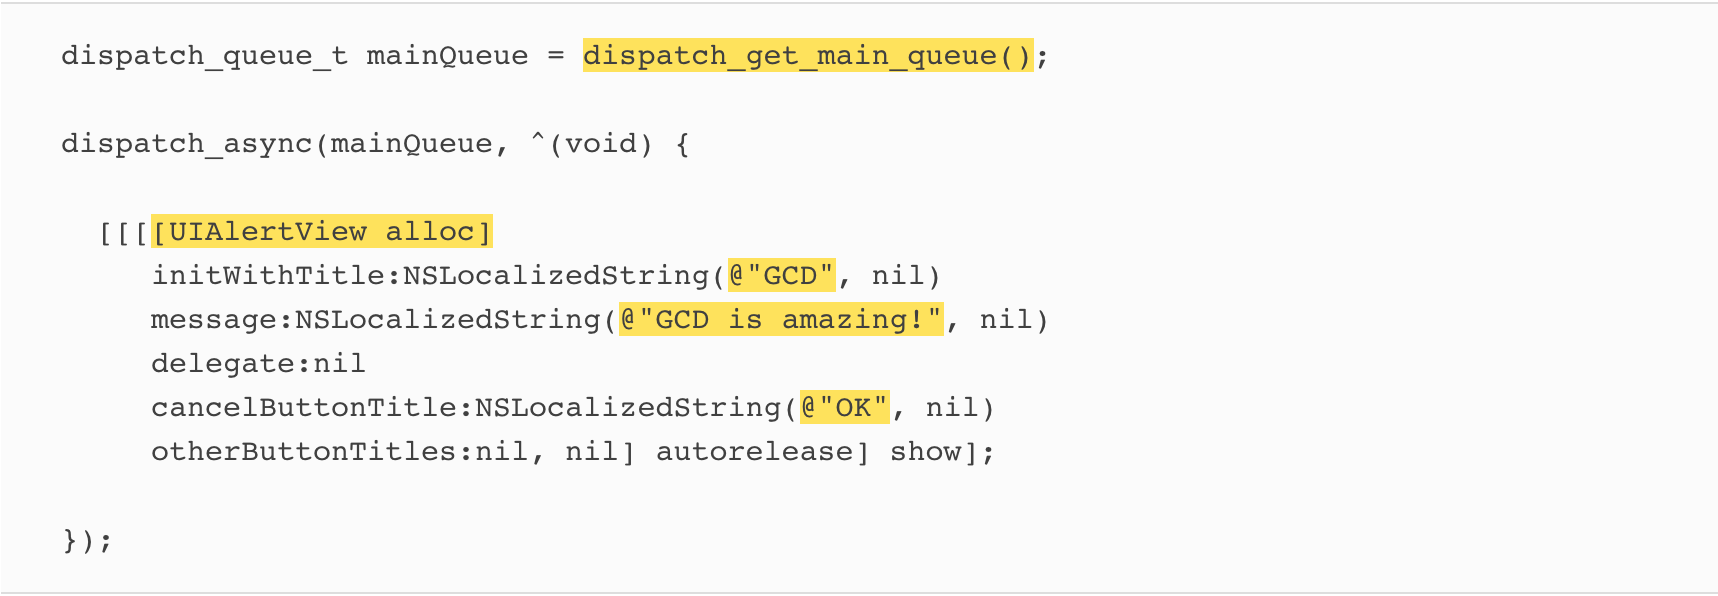 dispatch_queue_t mainQueue = dispatch_get_main_queue();
dispatch_async(mainQueue, ^(void) {
[[[[UIAlertView alloc]
initWithTitle:NSLocalizedString(@"GCD", nil)
message:NSLocalizedString(@"GCD is amazing!", nil)
delegate:nil
cancelButtonTitle:NSLocalizedString(@"OK", nil)
otherButtonTitles:nil, nil] autorelease] show];
});